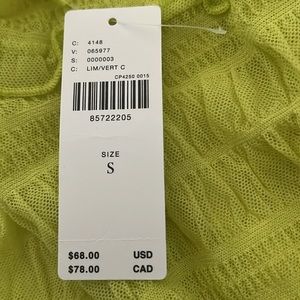 C: 4148
V: 065977
S: 0000003
C: LIM/VERT C
CP4250 0015
85722205
SIZE
S
$68.00 USD
$78.00 CAD